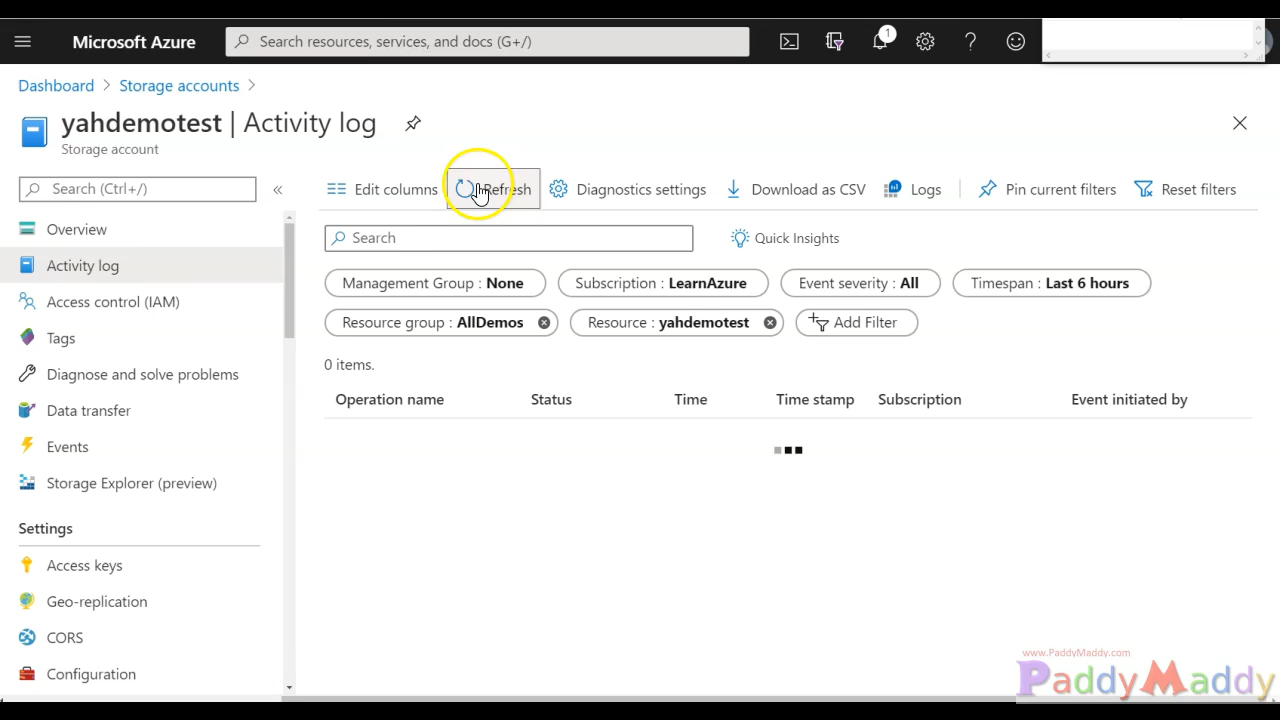 Microsoft Azure
Search resources, services, and docs (G+/)
1
Dashboard > Storage accounts >
yahdemotest | Activity log
Storage account
Search (Ctrl+/)
«
Edit columns
Refresh
Diagnostics settings
Download as CSV
Logs
Pin current filters
Reset filters
Search
Quick Insights
Management Group : None
Subscription : LearnAzure
Event severity : All
Timespan : Last 6 hours
Resource group : AllDemos
Resource : yahdemotest
Add Filter
0 items.
Operation name
Status
Time
Time stamp
Subscription
Event initiated by
Overview
Activity log
Access control (IAM)
Tags
Diagnose and solve problems
Data transfer
Events
Storage Explorer (preview)
Settings
Access keys
Geo-replication
CORS
Configuration
www.PaddyMaddy.com
PaddyMaddy